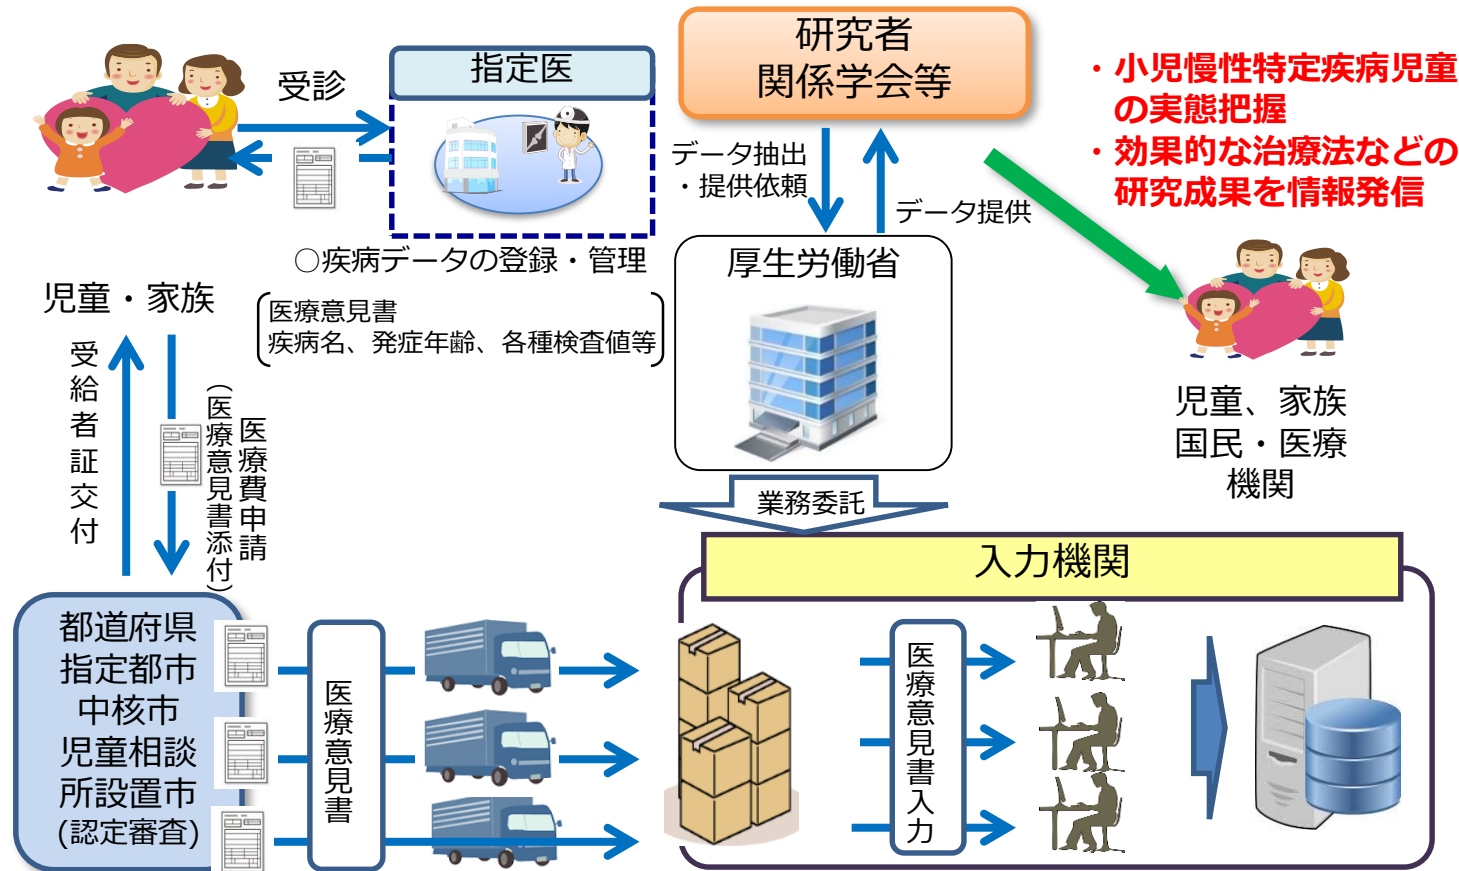 受診
指定医
研究者
関係学会等
・小児慢性特定疾病児童
の実態把握
・効果的な治療法などの
研究成果を情報発信
データ抽出
・提供依頼
データ提供
○疾病データの登録・管理
医療意見書
疾病名、発症年齢、各種検査値等
厚生労働省
児童・家族
受給者証交付
医療費申請
(医療意見書添付)
児童、家族
国民・医療
機関
業務委託
入力機関
都道府県
指定都市
中核市
児童相談
所設置市
(認定審査)
医療意見書
医療意見書入力